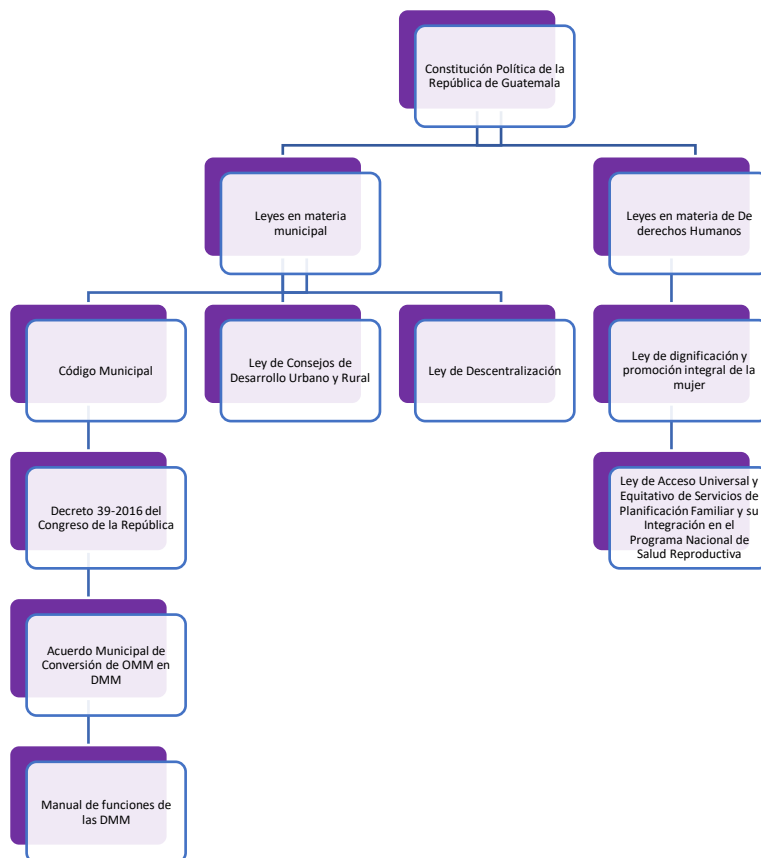 Constitución Política de la
República de Guatemala
Leyes en materia
municipal
Leyes en materia de De
derechos Humanos
Código Municipal
Ley de Consejos de
Desarrollo Urbano y Rural
Ley de Descentralización
Ley de dignificación y
promoción integral de la
mujer
Decreto 39-2016 del
Congreso de la República
Ley de Acceso Universal y
Equitativo de Servicios de
Planificación Familiar y su
Integración en el
Programa Nacional de
Salud Reproductiva
Acuerdo Municipal de
Conversión de OMM en
DMM
Manual de funciones de
las DMM